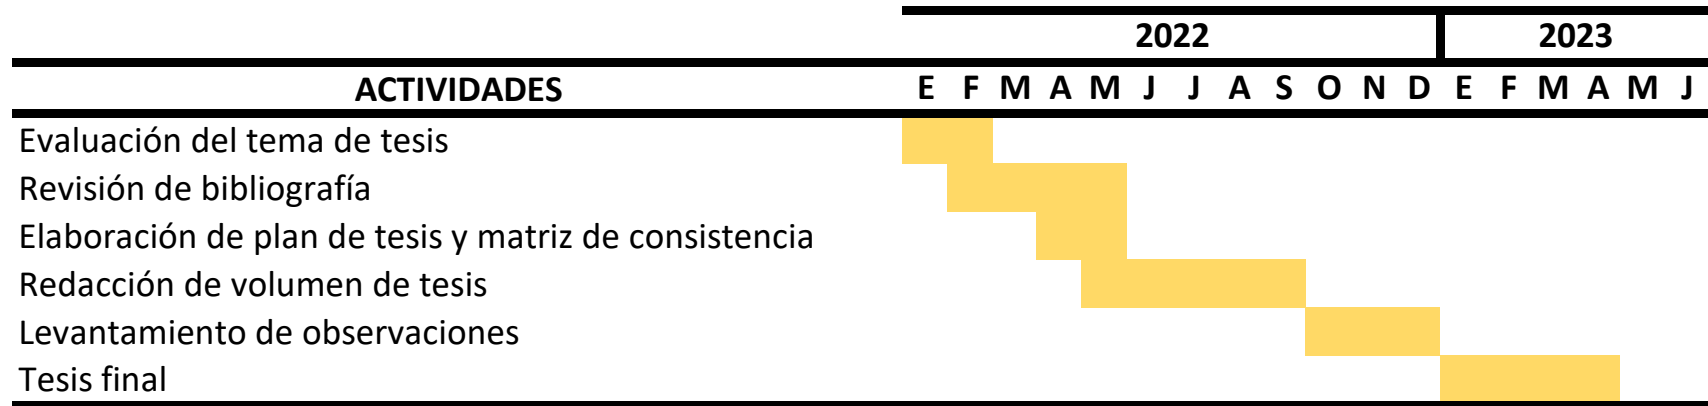 2022 2023
ACTIVIDADES E F M A M J J A S O N D E F M A M J
Evaluación del tema de tesis
Revisión de bibliografía
Elaboración de plan de tesis y matriz de consistencia
Redacción de volumen de tesis
Levantamiento de observaciones
Tesis final